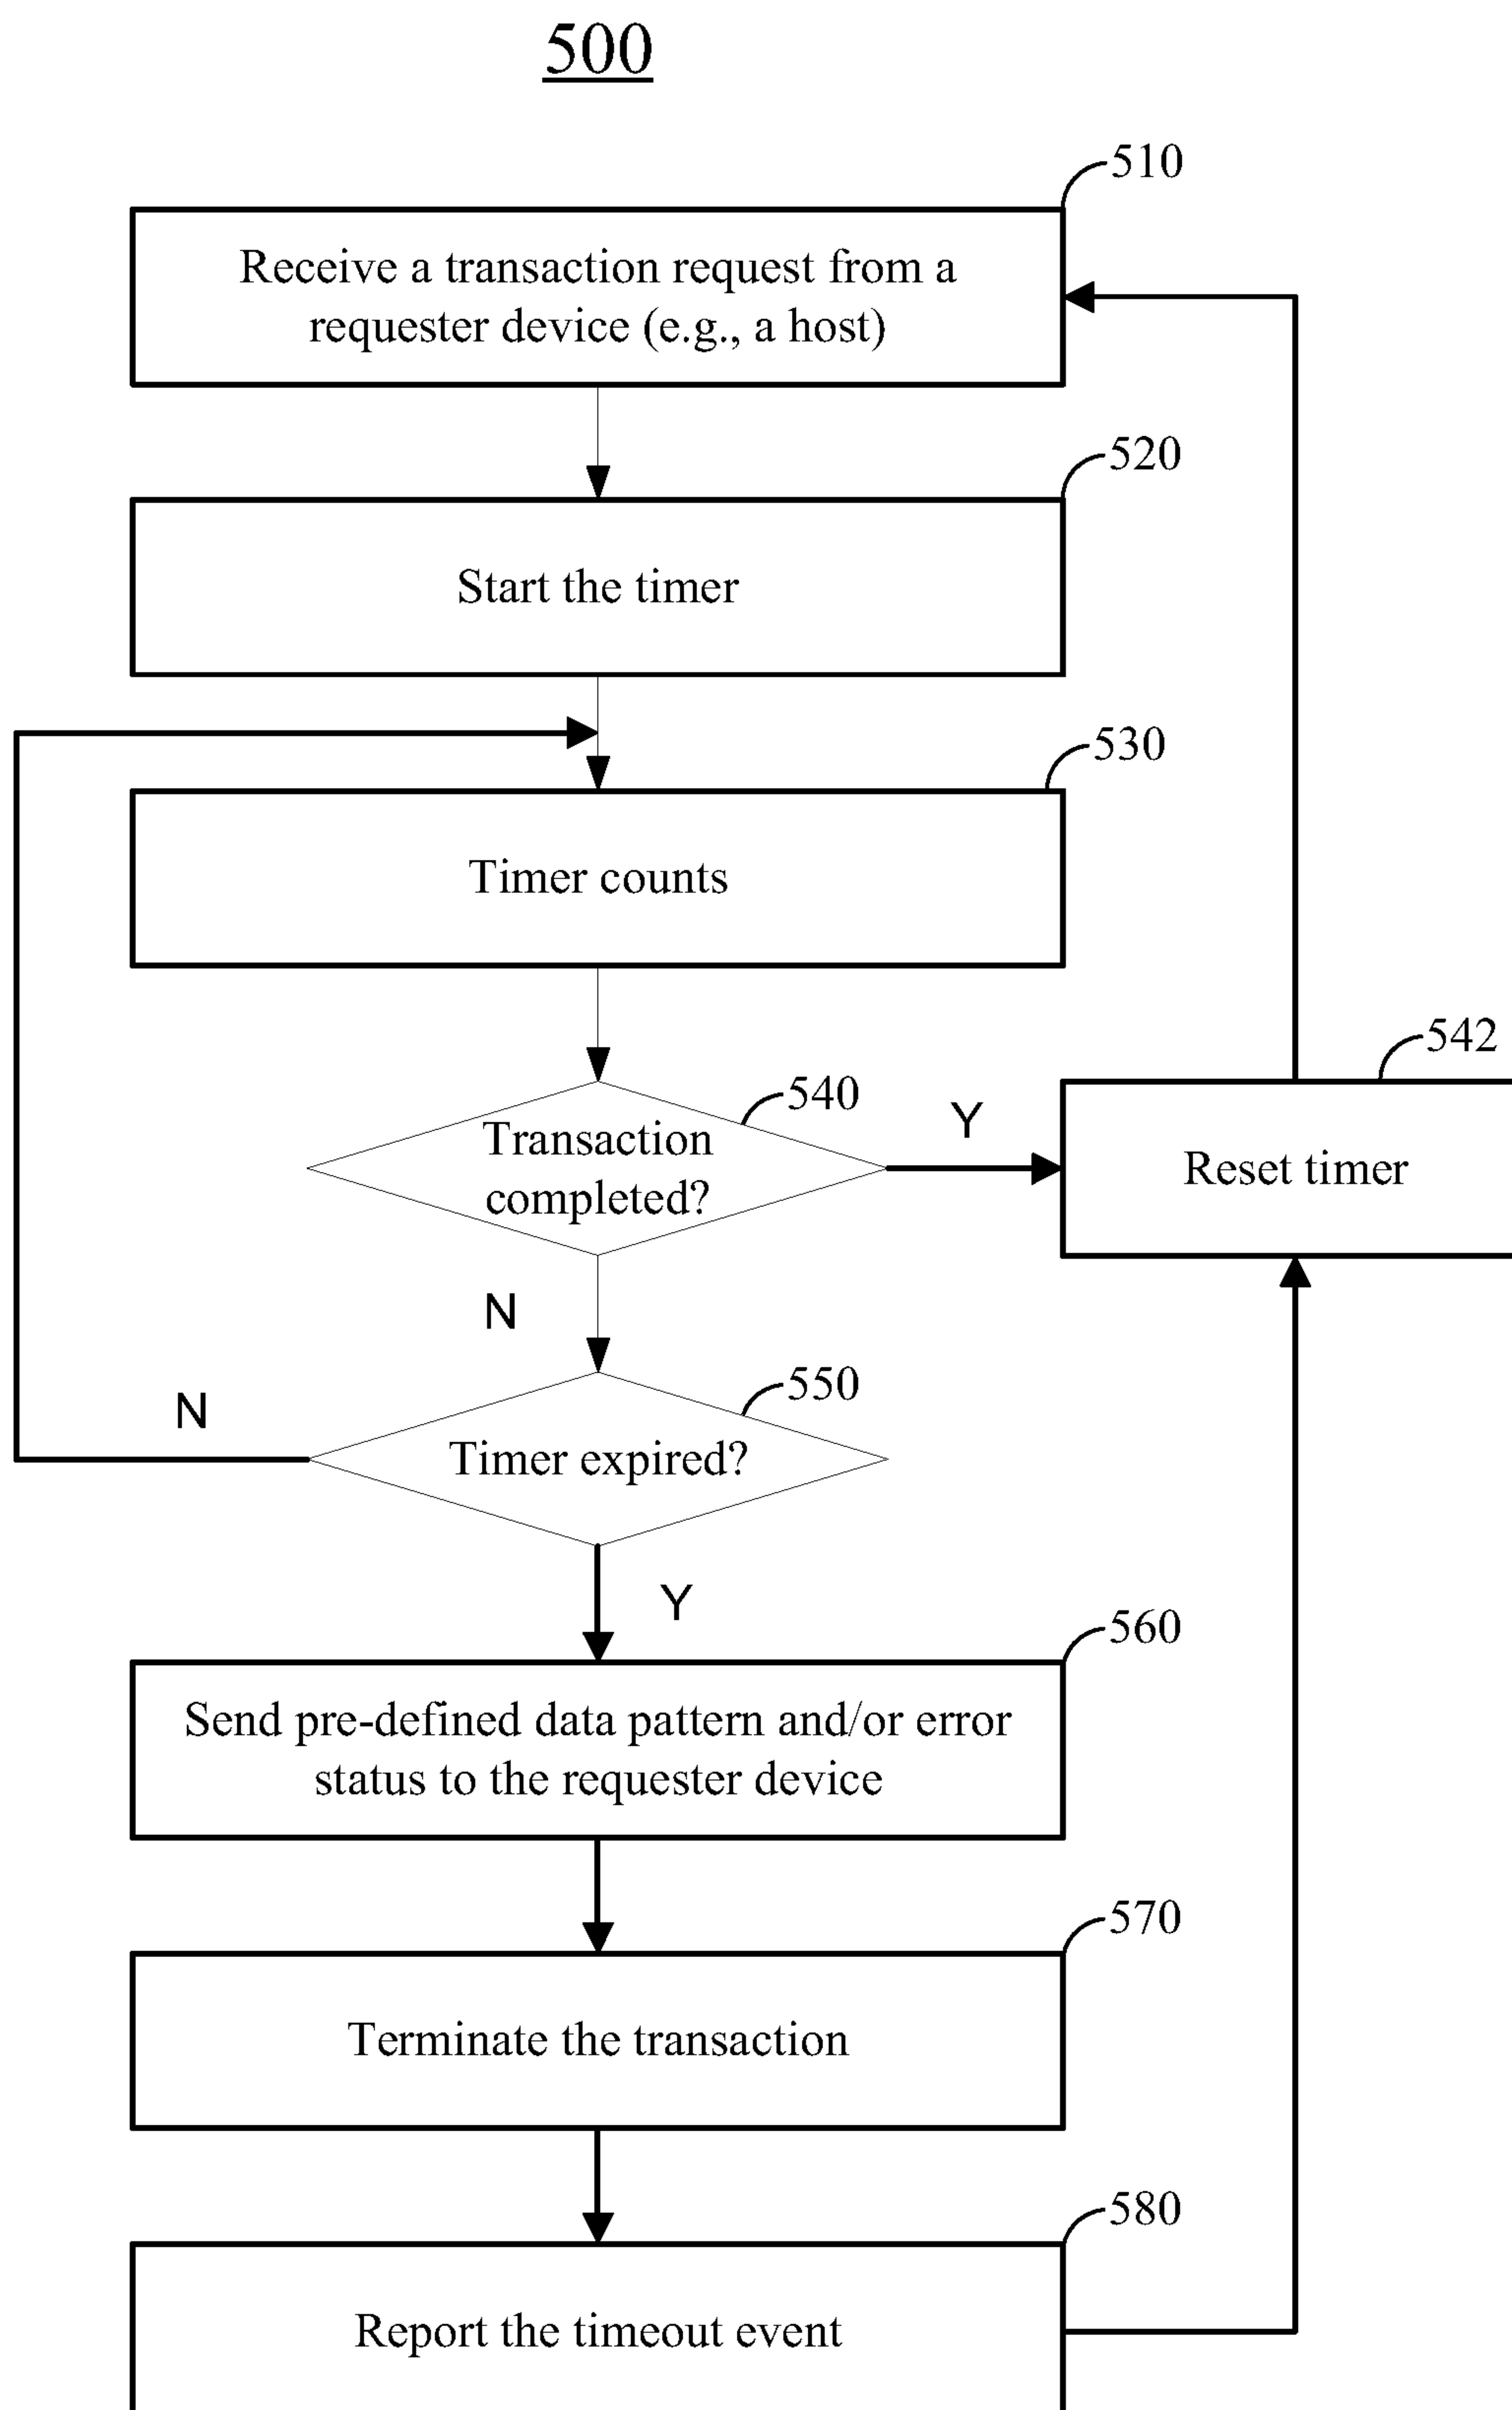 500
510
Receive a transaction request from a
requester device (e.g., a host)
520
Start the timer
530
Timer counts
542
540
Transaction
completed?
Y
Reset timer
N
550
N
Timer expired?
Y
560
Send pre-defined data pattern and/or error
status to the requester device
570
Terminate the transaction
580
Report the timeout event